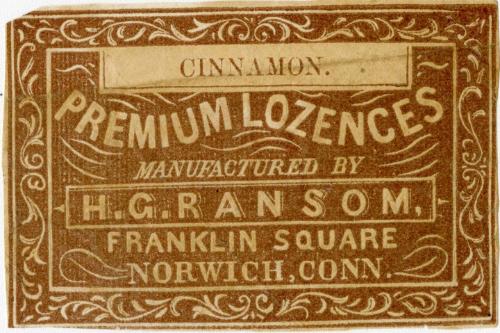 CINNAMON.
PREMIUM LOZENGES
MANUFACTURED BY
H.G. RANSOM,
FRANKLIN SQUARE
NORWICH, CONN.